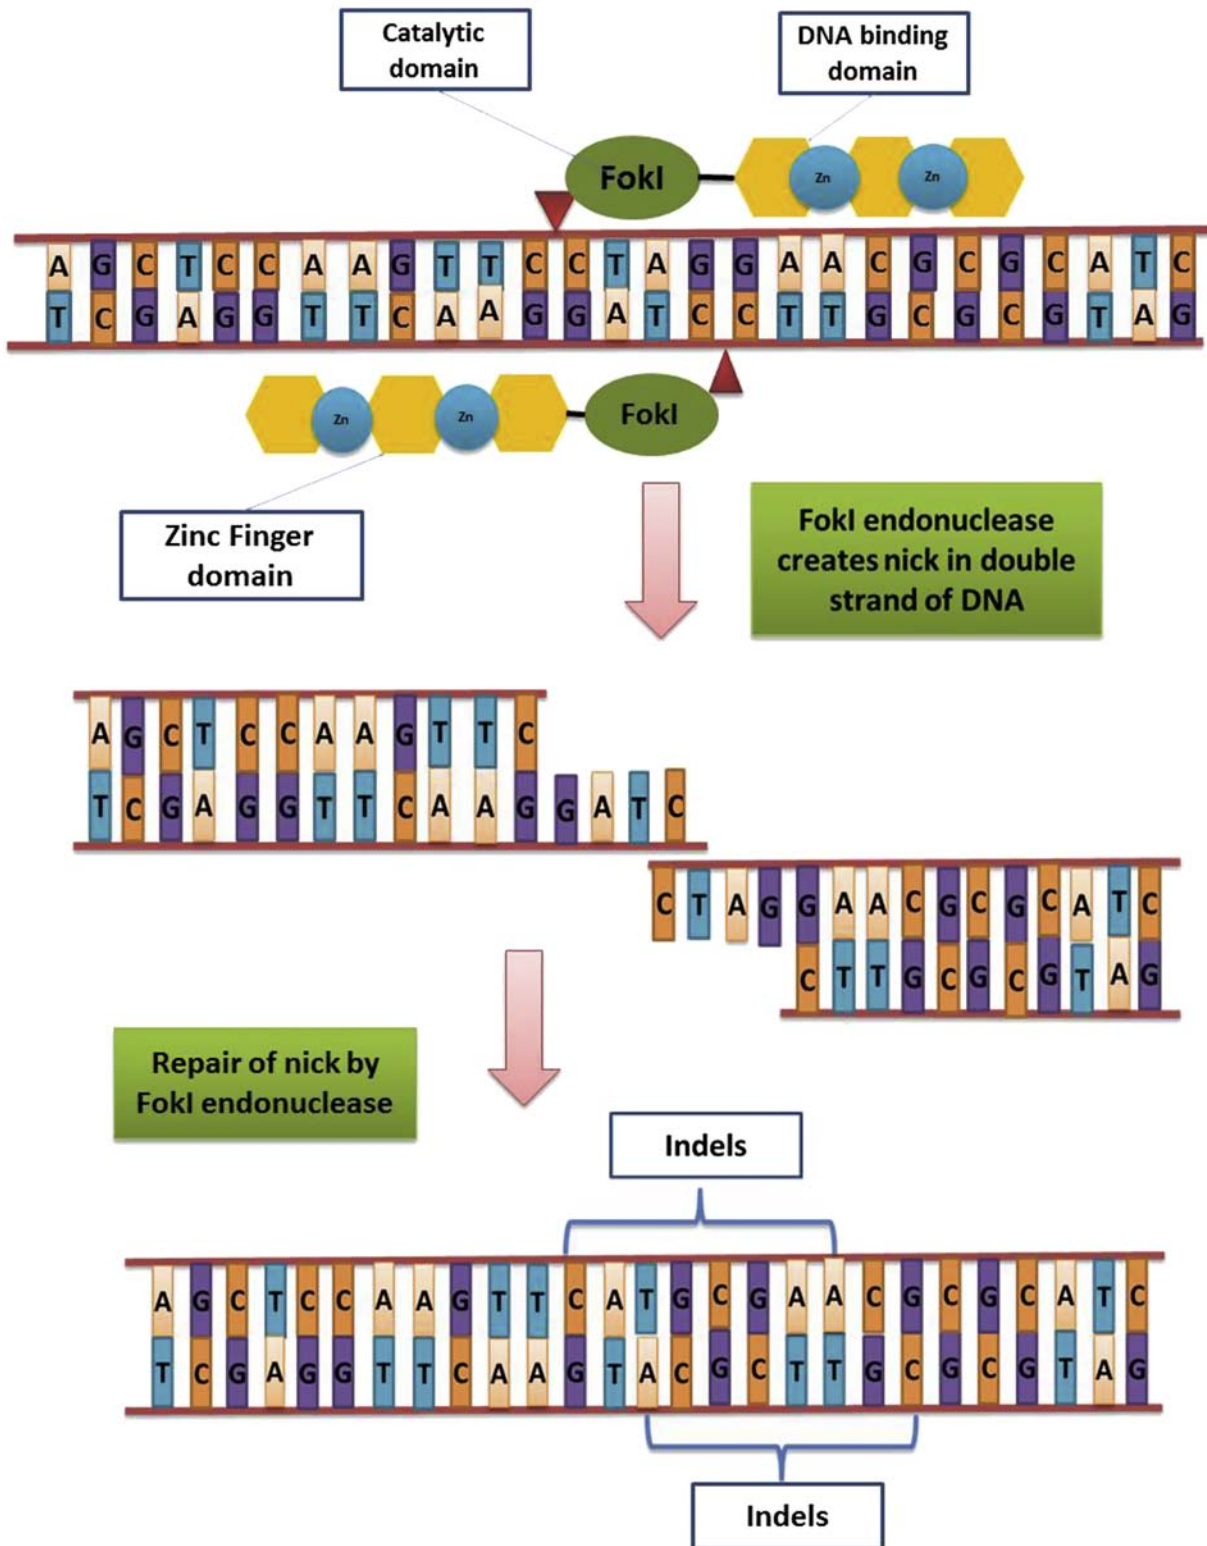 Catalytic
domain
DNA binding
domain
FokI
Zn
Zn
A G C T C C A A G T T C C T A G G A A C G C G C A T C
T C G A G G T T C A A G G A T C C T T G C G C G T A G
Zn
Zn
FokI
Zinc Finger
domain
FokI endonuclease
creates nick in double
strand of DNA
A G C T C C A A G T T C
T C G A G G T T C A A G G A T C
C T A G G A A C G C G C A T C
C T T G C G C G T A G
Repair of nick by
FokI endonuclease
Indels
A G C T C C A A G T T C A T G C G A A C G C G C A T C
T C G A G G T T C A A G T A C G C T T G C G C G T A G
Indels